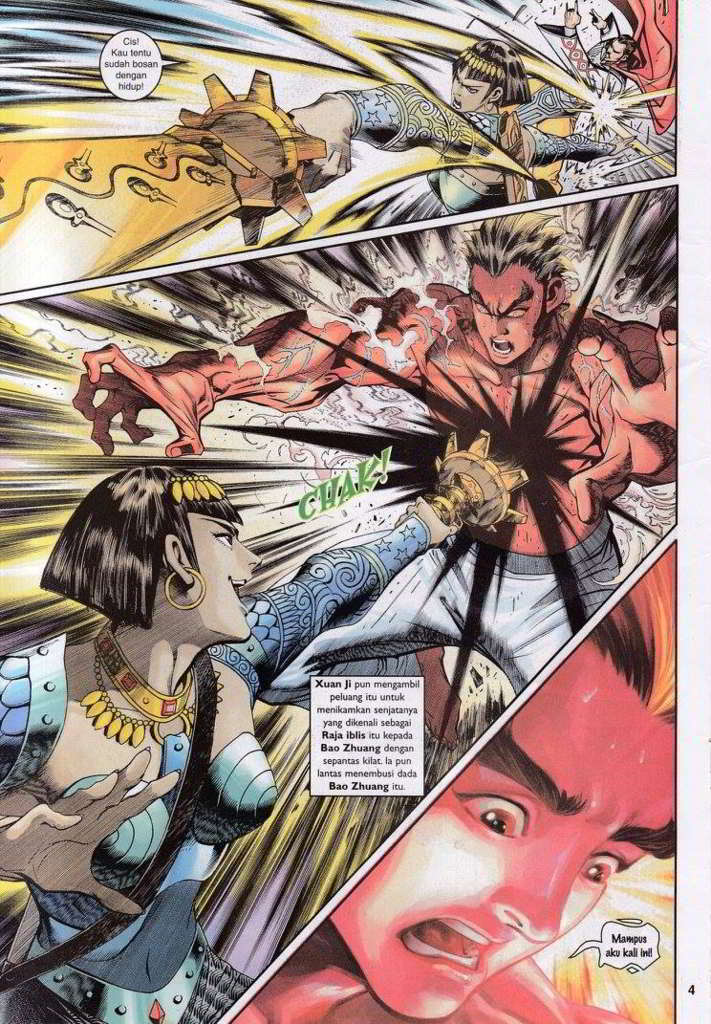 Cis!
Kau tentu
sudah bosan
dengan
hidup!
CHAK!
Xuan Ji pun mengambil
peluang itu untuk
menikamkan senjatanya
yang dikenali sebagai
Raja iblis itu kepada
Bao Zhuang dengan
sepantas kilat. Ia pun
lantas menembusi dada
Bao Zhuang itu.
Mampus
aku kali ini!
4